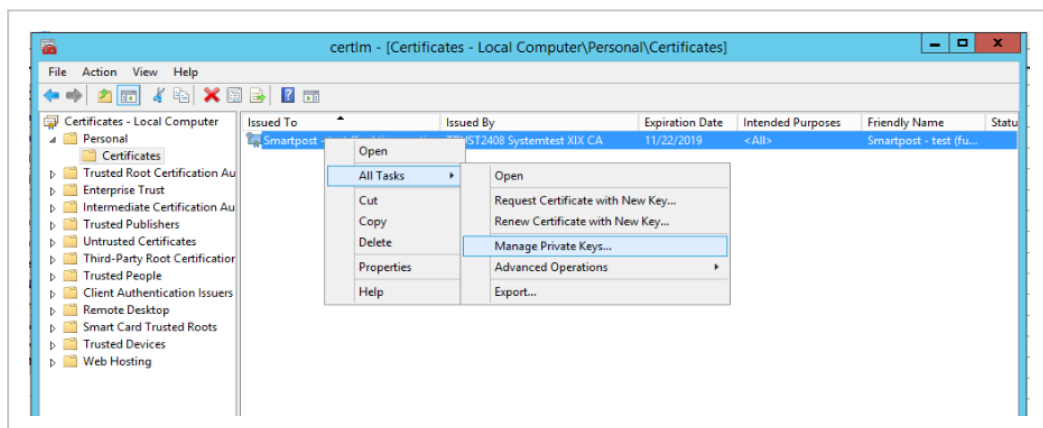 certlm - [Certificates - Local Computer\Personal\Certificates]
File Action View Help
Certificates - Local Computer
Personal
Certificates
Trusted Root Certification Au
Enterprise Trust
Intermediate Certification Au
Trusted Publishers
Untrusted Certificates
Third-Party Root Certification
Trusted People
Client Authentication Issuers
Remote Desktop
Smart Card Trusted Roots
Trusted Devices
Web Hosting
Issued To Issued By Expiration Date Intended Purposes Friendly Name Statu
Smartpost - Systemtest XIX CA 11/22/2019 <All> Smartpost - test (fu...
Open
All Tasks
Cut
Copy
Delete
Properties
Help
Open
Request Certificate with New Key...
Renew Certificate with New Key...
Manage Private Keys...
Advanced Operations
Export...